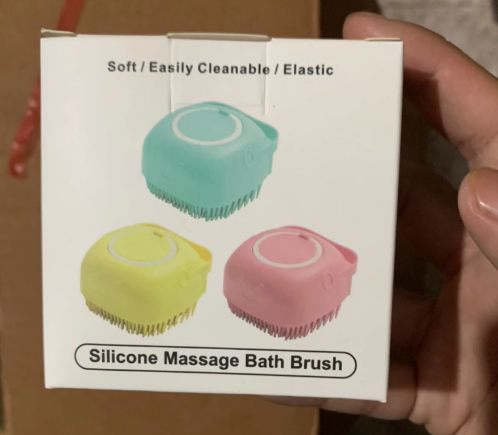 Soft / Easily Cleanable / Elastic
Silicone Massage Bath Brush